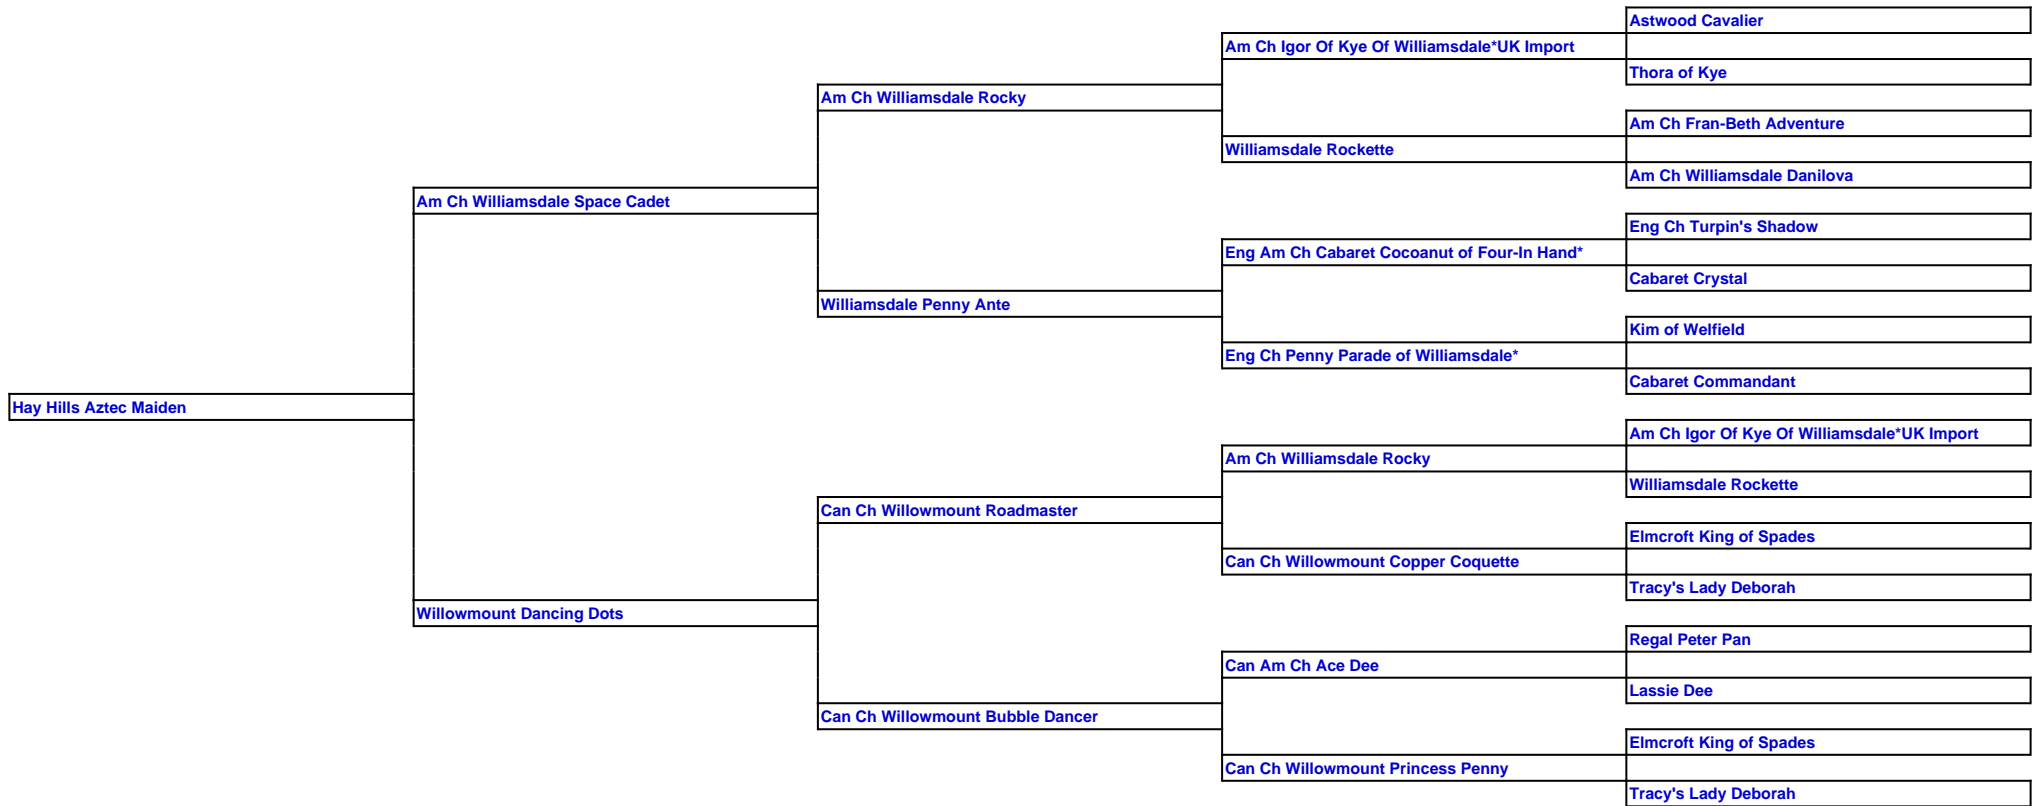 Astwood Cavalier
Am Ch Igor Of Kye Of Williamsdale*UK Import
Thora of Kye
Am Ch Williamsdale Rocky
Am Ch Fran-Beth Adventure
Williamsdale Rockette
Am Ch Williamsdale Danilova
Am Ch Williamsdale Space Cadet
Eng Ch Turpin's Shadow
Eng Am Ch Cabaret Cocoanut of Four-In Hand*
Cabaret Crystal
Williamsdale Penny Ante
Kim of Welfield
Eng Ch Penny Parade of Williamsdale*
Cabaret Commandant
Hay Hills Aztec Maiden
Am Ch Igor Of Kye Of Williamsdale*UK Import
Am Ch Williamsdale Rocky
Williamsdale Rockette
Can Ch Willowmount Roadmaster
Elmcroft King of Spades
Can Ch Willowmount Copper Coquette
Tracy's Lady Deborah
Willowmount Dancing Dots
Regal Peter Pan
Can Am Ch Ace Dee
Lassie Dee
Can Ch Willowmount Bubble Dancer
Elmcroft King of Spades
Can Ch Willowmount Princess Penny
Tracy's Lady Deborah